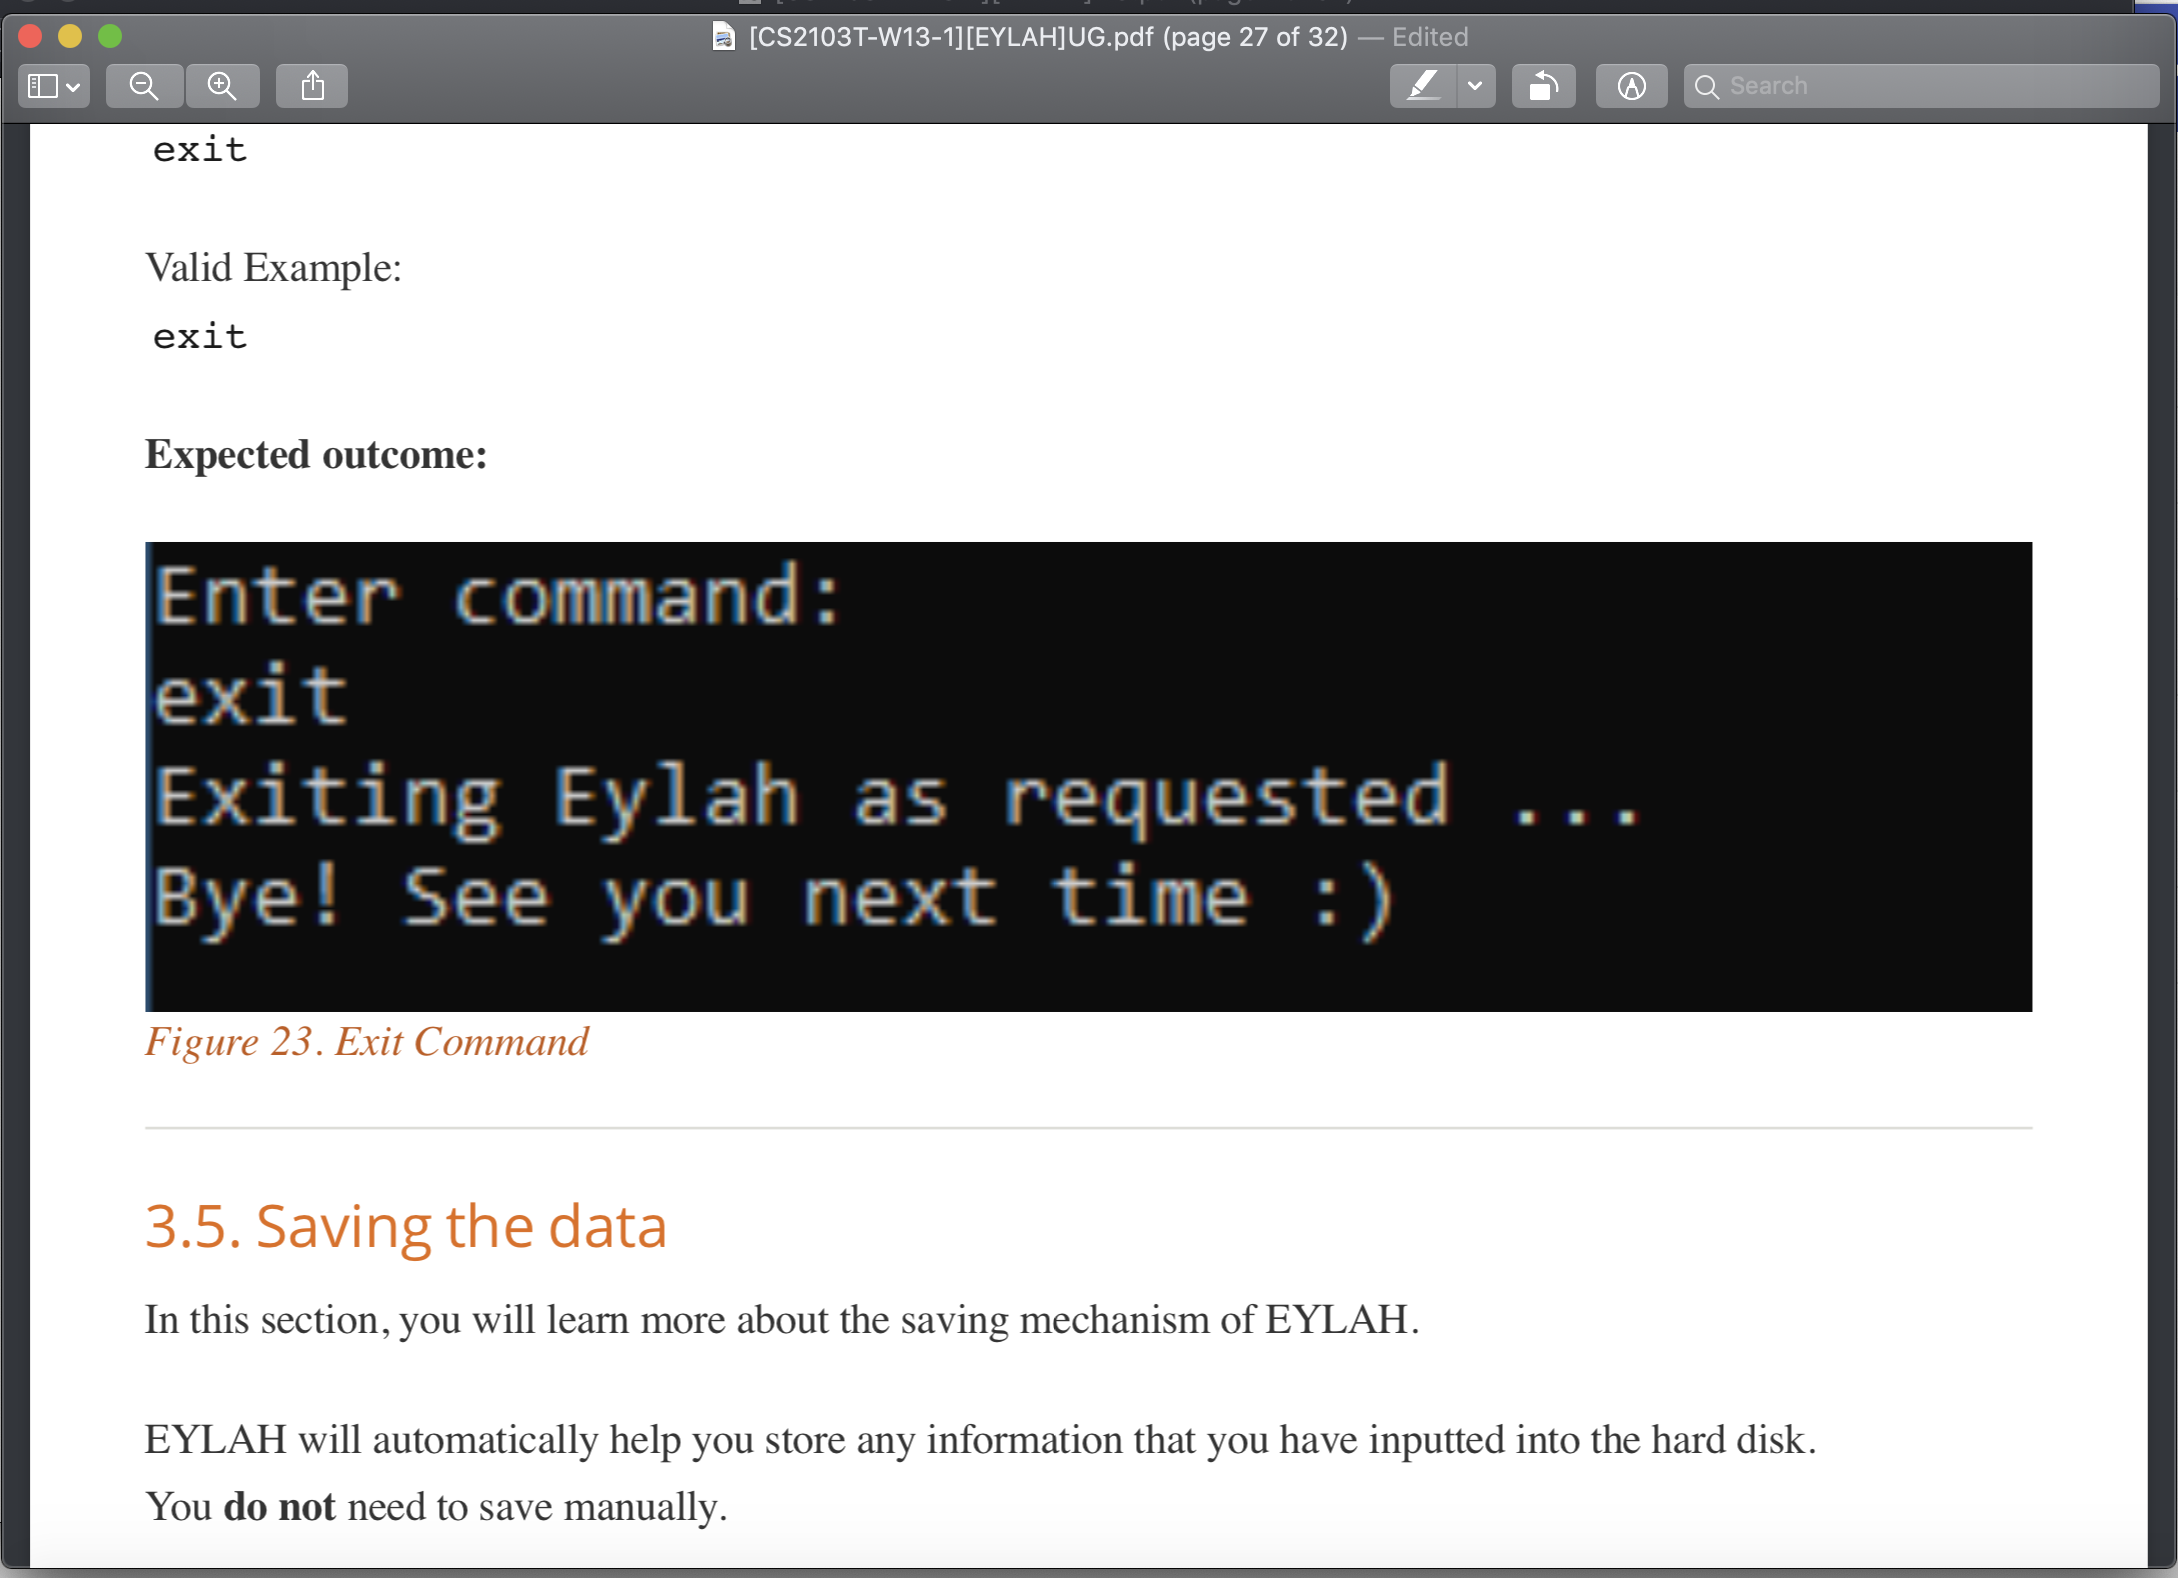 [CS2103T-W13-1][EYLAH]UG.pdf (page 27 of 32) — Edited
Search
exit
Valid Example:
exit
Expected outcome:
Enter command:
exit
Exiting Eylah as requested ...
Bye! See you next time :)
Figure 23. Exit Command
3.5. Saving the data
In this section, you will learn more about the saving mechanism of EYLAH.
EYLAH will automatically help you store any information that you have inputted into the hard disk.
You do not need to save manually.